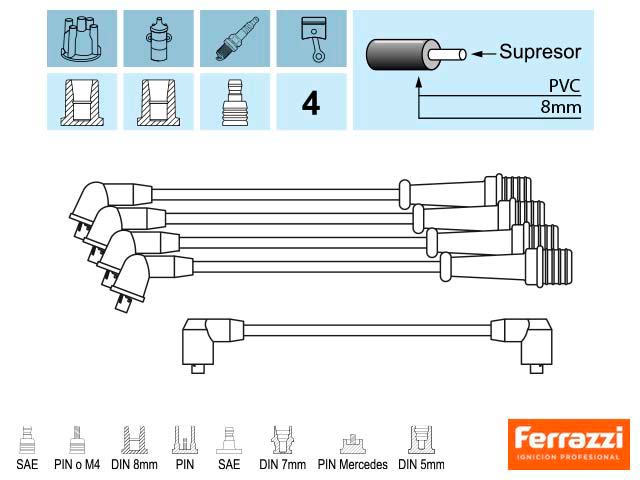 Supresor
PVC
8mm
4
SAE
PIN o M4
DIN 8mm
PIN
SAE
DIN 7mm
PIN Mercedes
DIN 5mm
Ferrazzi
IGNICION PROFESIONAL